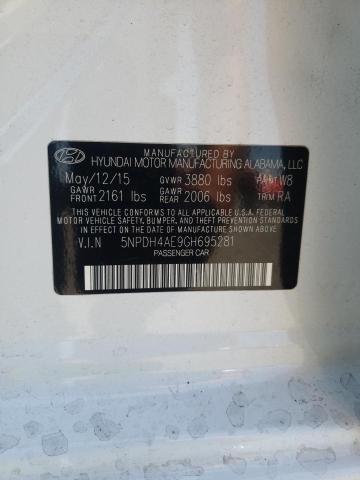 MANUFACTURED BY
HYUNDAI MOTOR MANUFACTURING ALABAMA, LLC
May/12/15 GVWR 3880 lbs PAINT W8
GAWR FRONT 2161 lbs GAWR REAR 2006 lbs TRIM RA
THIS VEHICLE CONFORMS TO ALL APPLICABLE U.S. FEDERAL
MOTOR VEHICLE SAFETY, BUMPER, AND THEFT PREVENTION
STANDARDS IN EFFECT ON THE DATE OF MANUFACTURE SHOWN ABOVE.
V.I.N 5NPDH4AE9GH695281
PASSENGER CAR